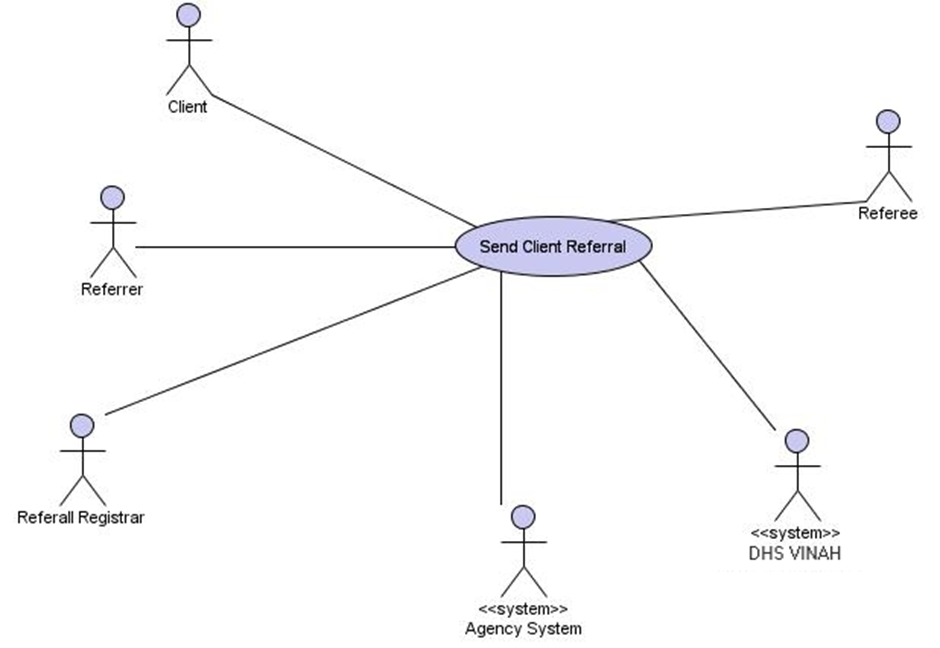 Client
Referee
Send Client Referral
Referrer
Referall Registrar
<<system>>
DHS VINAH
<<system>>
Agency System